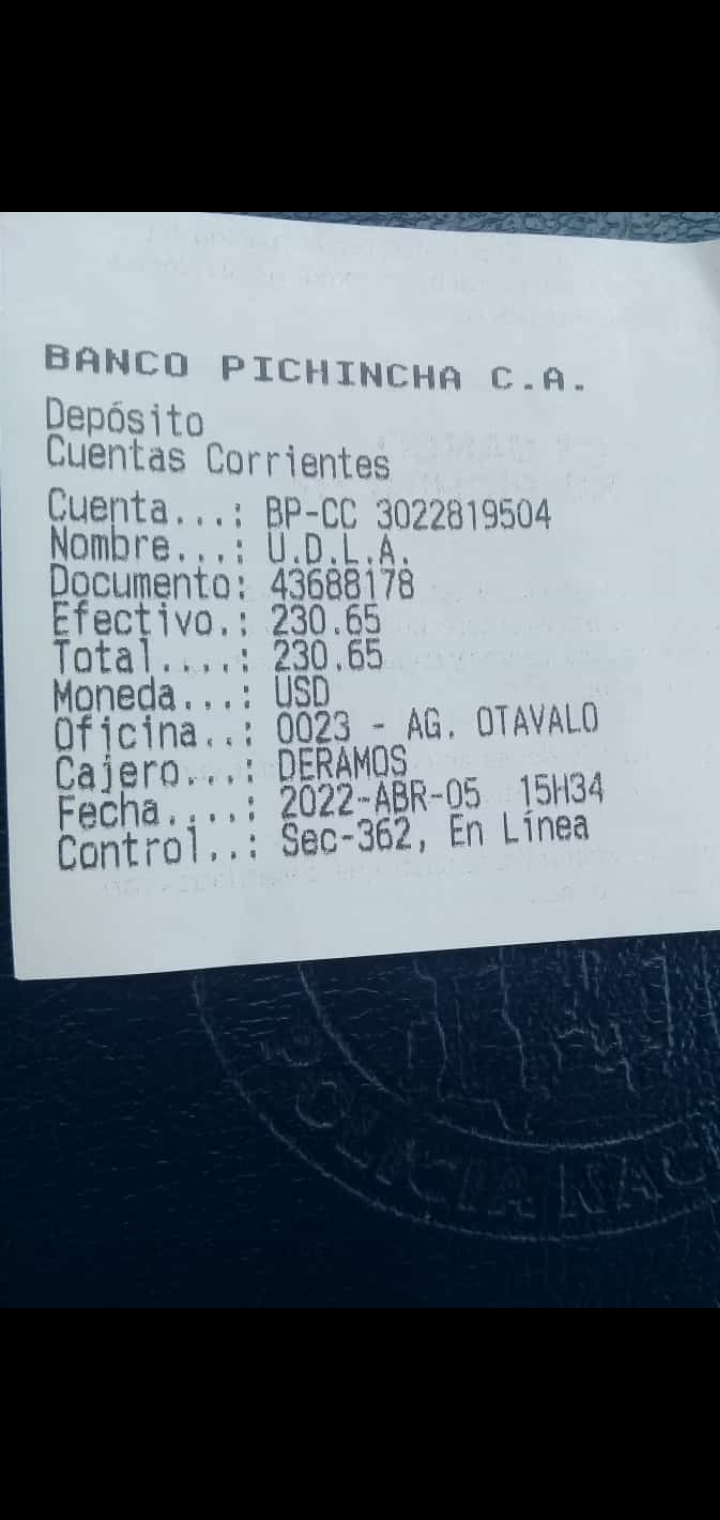 BANCO PICHINCHA C.A.
Depósito
Cuentas Corrientes
Cuenta...: BP-CC 3022819504
Nombre...: U.D.L.A.
Documento: 43688178
Efectivo.: 230.65
Total....: 230.65
Moneda...: USD
Oficina..: 0023 - AG. OTAVALO
Cajero...: DERAMOS
Fecha....: 2022-ABR-05 15H34
Control..: Sec-362, En Línea